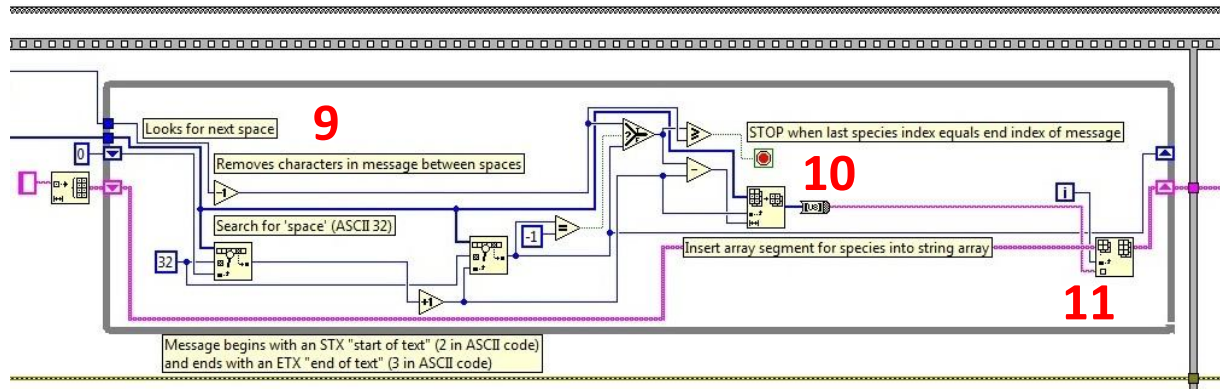 Looks for next space
9
STOP when last species index equals end index of message
0
Removes characters in message between spaces
10
-1
i
[U8]
Search for 'space' (ASCII 32)
-1
=
Insert array segment for species into string array
32
+1
11
Message begins with an STX "start of text" (2 in ASCII code)
and ends with an ETX "end of text" (3 in ASCII code)